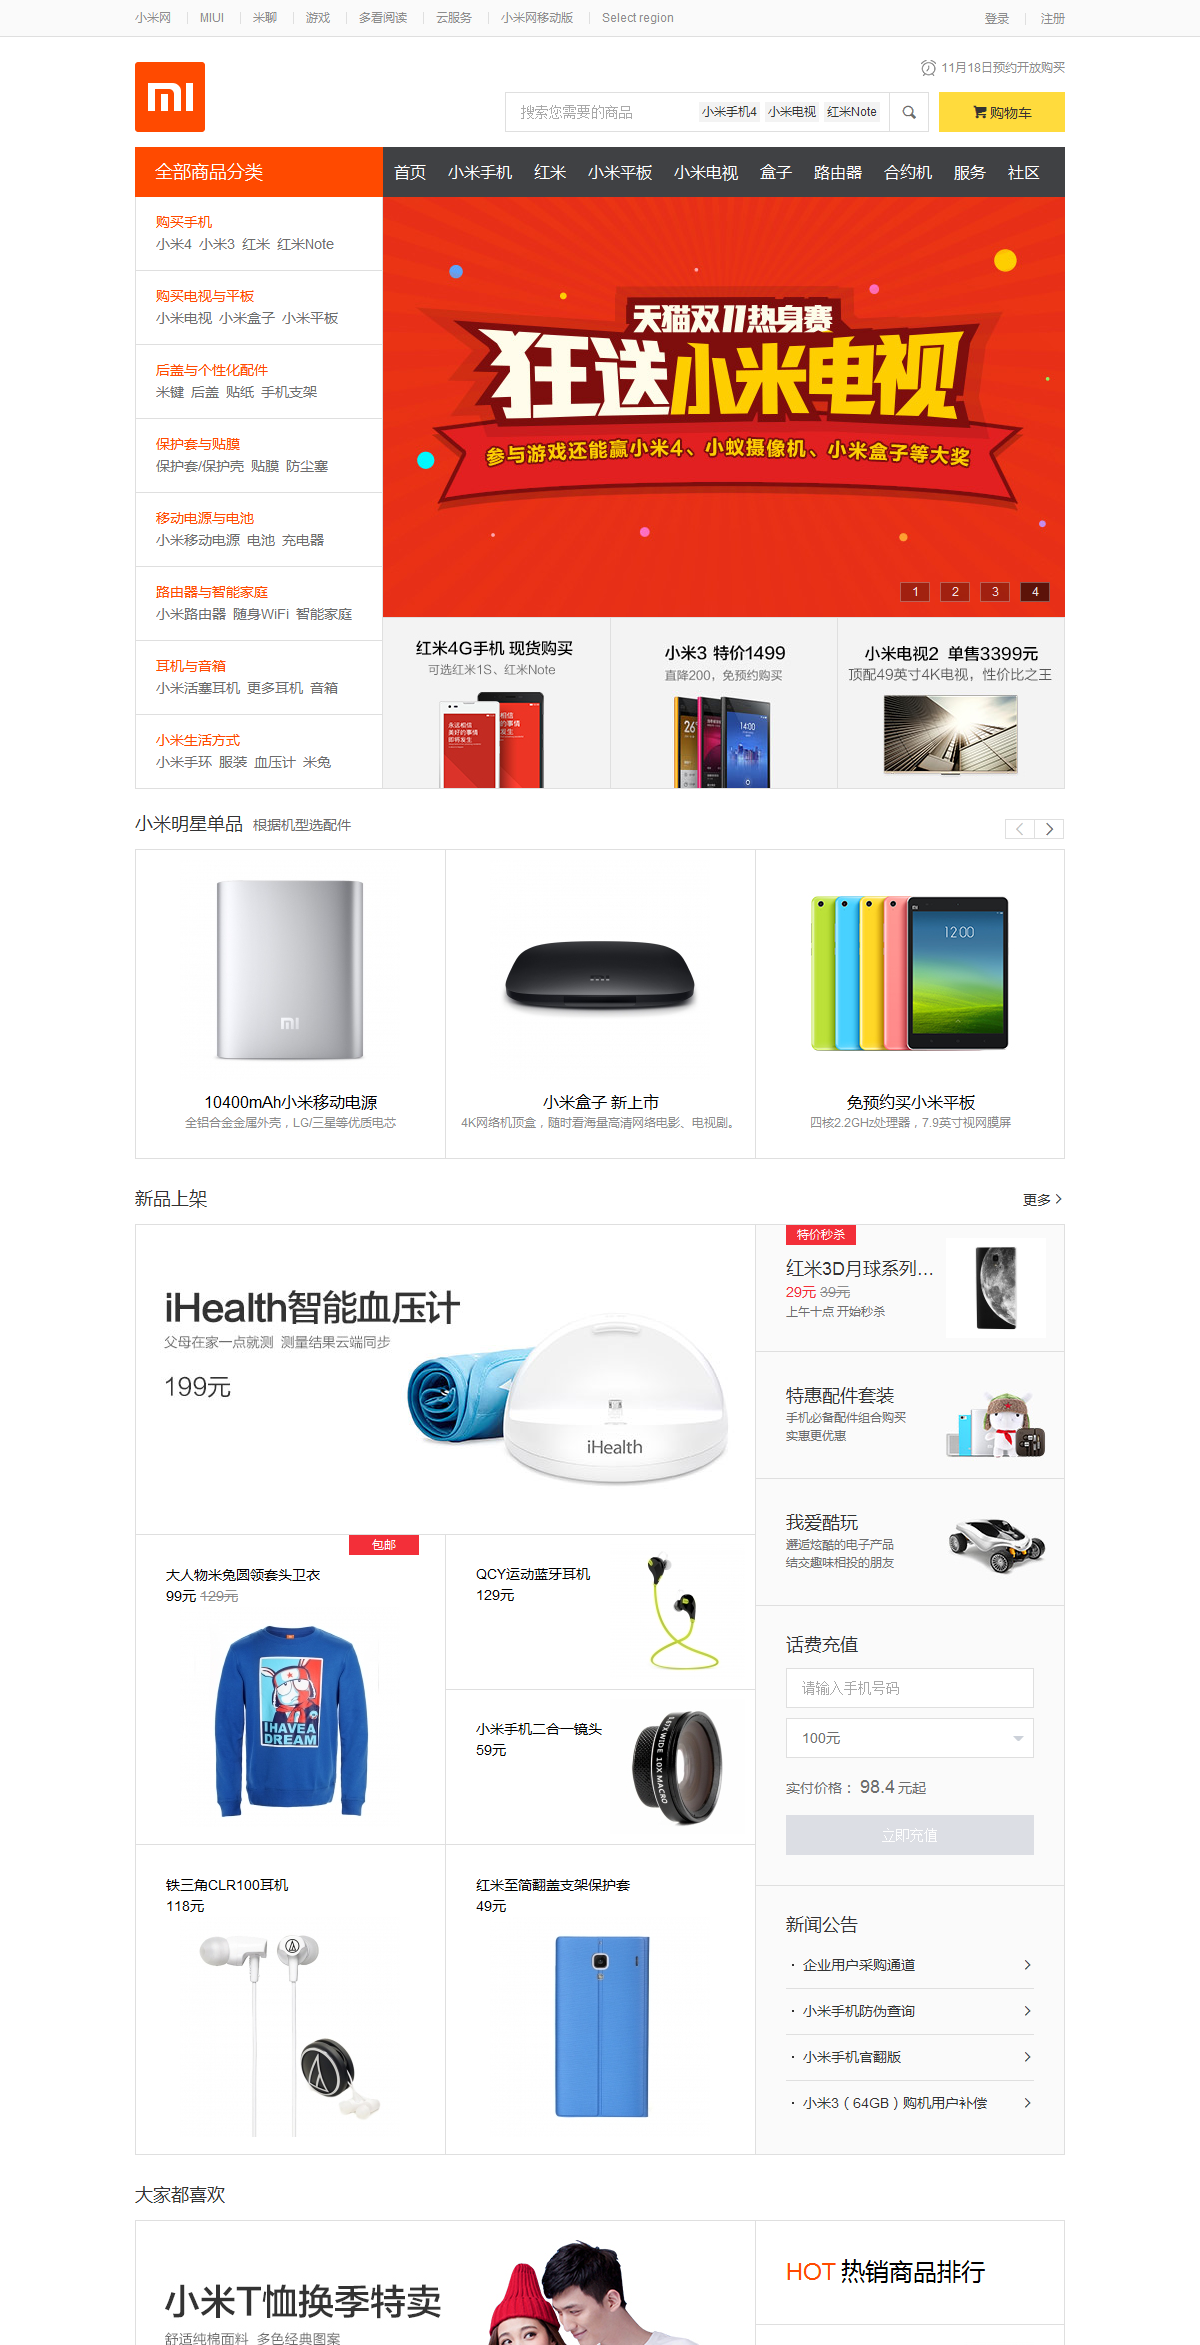 小米网 MIUI 米聊 游戏 多看阅读 云服务 小米网移动版 Select region 登录 注册
11月18日预约开放购买
搜索您需要的商品 小米手机4 小米电视 红米Note 购物车
全部商品分类 首页 小米手机 红米 小米平板 小米电视 盒子 路由器 合约机 服务 社区
购买手机
小米4 小米3 红米 红米Note
购买电视与平板
小米电视 小米盒子 小米平板
后盖与个性化配件
米键 后盖 贴纸 手机支架
保护套与贴膜
保护套/保护壳 贴膜 防尘塞
移动电源与电池
小米移动电源 电池 充电器
路由器与智能家庭
小米路由器 随身WiFi 智能家庭
耳机与音箱
小米活塞耳机 更多耳机 音箱
小米生活方式
小米手环 服装 血压计 米兔
天猫双11热身赛
狂送小米电视
参与游戏还能赢小米4、小蚁摄像机、小米盒子等大奖
1 2 3 4
红米4G手机 现货购买
可选红米1S、红米Note
永远相信
美好的事情
即将发生
小米3 特价1499
直降200，免预约购买
26°
14:00
小米电视2 单售3399元
顶配49英寸4K电视，性价比之王
小米明星单品 根据机型选配件
12:00
10400mAh小米移动电源
全铝合金金属外壳，LG/三星等优质电芯
小米盒子 新上市
4K网络机顶盒，随时看海量高清网络电影、电视剧。
免预约买小米平板
四核2.2GHz处理器，7.9英寸视网膜屏
新品上架 更多
iHealth智能血压计
父母在家一点就测 测量结果云端同步
199元
iHealth
特价秒杀
红米3D月球系列...
29元 39元
上午十点 开始秒杀
特惠配件套装
手机必备配件组合购买
实惠更优惠
我爱酷玩
邂逅炫酷的电子产品
结交趣味相投的朋友
包邮
大人物米兔圆领套头卫衣
99元 129元
I HAVE A
DREAM
QCY运动蓝牙耳机
129元
小米手机二合一镜头
59元
0.67X WIDE 10X MACRO
话费充值
请输入手机号码
100元
实付价格： 98.4 元起
立即充值
铁三角CLR100耳机
118元
红米至简翻盖支架保护套
49元
新闻公告
· 企业用户采购通道
· 小米手机防伪查询
· 小米手机官翻版
· 小米3（64GB）购机用户补偿
大家都喜欢
小米T恤换季特卖
舒适纯棉面料 多色经典图案
HOT 热销商品排行